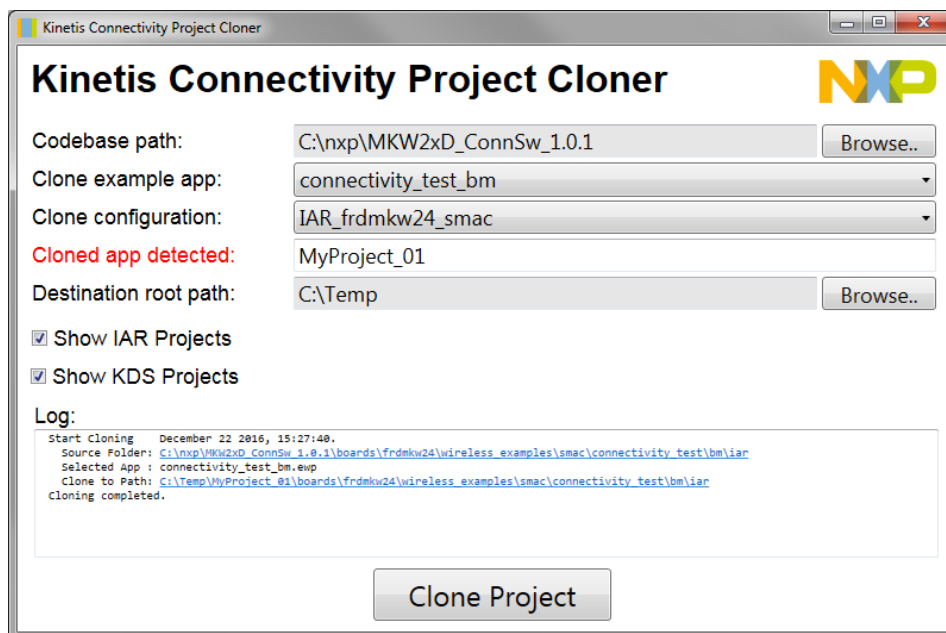 Kinetis Connectivity Project Cloner
Kinetis Connectivity Project Cloner
NXP
Codebase path: C:\nxp\MKW2xD_ConnSw_1.0.1 Browse..
Clone example app: connectivity_test_bm
Clone configuration: IAR_frdmkw24_smac
Cloned app detected: MyProject_01
Destination root path: C:\Temp Browse..
Show IAR Projects
Show KDS Projects
Log:
Start Cloning December 22 2016, 15:27:40.
Source Folder: C:\nxp\MKW2xD_ConnSw_1.0.1\boards\frdmkw24\wireless_examples\smac\connectivity_test\bm\iar
Selected App : connectivity_test_bm.ewp
Clone to Path: C:\Temp\MyProject_01\boards\frdmkw24\wireless_examples\smac\connectivity_test\bm\iar
Cloning completed.
Clone Project